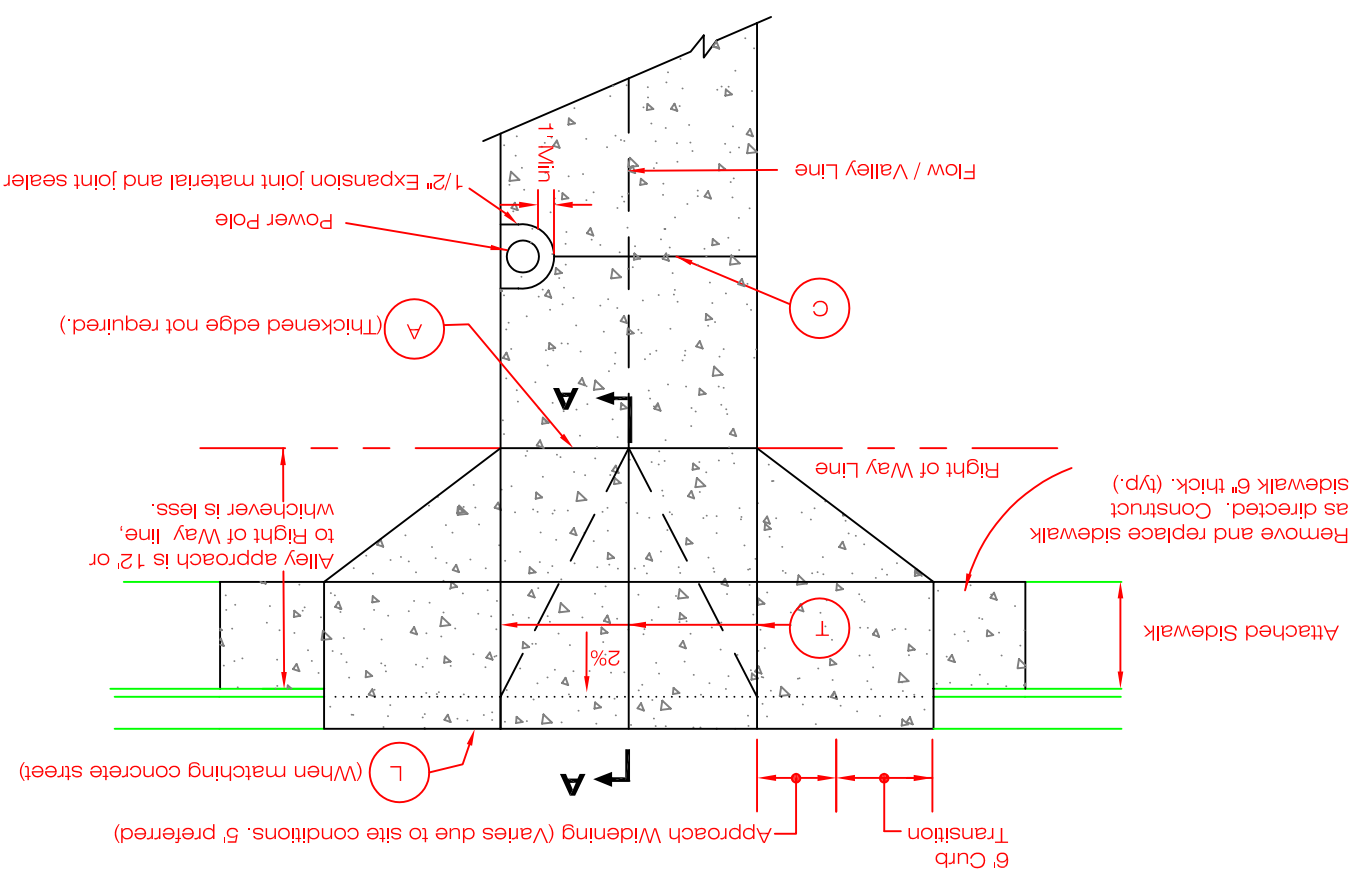 6' Curb
Transition
Approach Widening (Varies due to site conditions. 5' preferred)
A
L
(When matching concrete street)
2%
Attached Sidewalk
T
Remove and replace sidewalk
as directed. Construct
sidewalk 6" thick. (typ.)
Alley approach is 12' or
to Right of Way line,
whichever is less.
Right of Way Line
A
A
(Thickened edge not required.)
C
Power Pole
1/2" Expansion joint material and joint sealer
Flow / Valley Line
1' Min